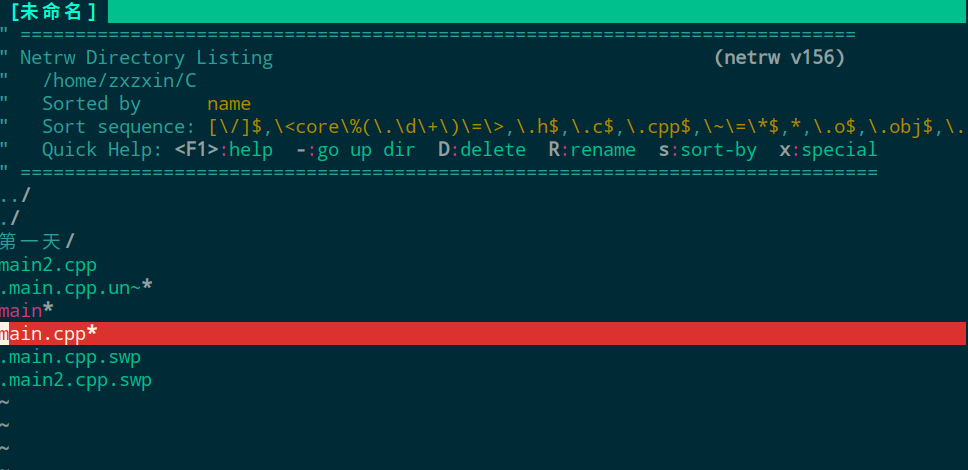 [未命名]
" ============================================================================
" Netrw Directory Listing                                        (netrw v156)
"   /home/zxzxin/C
"   Sorted by      name
"   Sort sequence: [\/]$,\<core\%(\.\d\+\)\=\>,\.h$,\.c$,\.cpp$,\~\=\*$,*,\.o$,\.obj$,\.
"   Quick Help: <F1>:help  -:go up dir  D:delete  R:rename  s:sort-by  x:special
" ==============================================================================
../
./
第一天/
main2.cpp
.main.cpp.un~*
main*
main.cpp*
.main.cpp.swp
.main2.cpp.swp
~
~
~